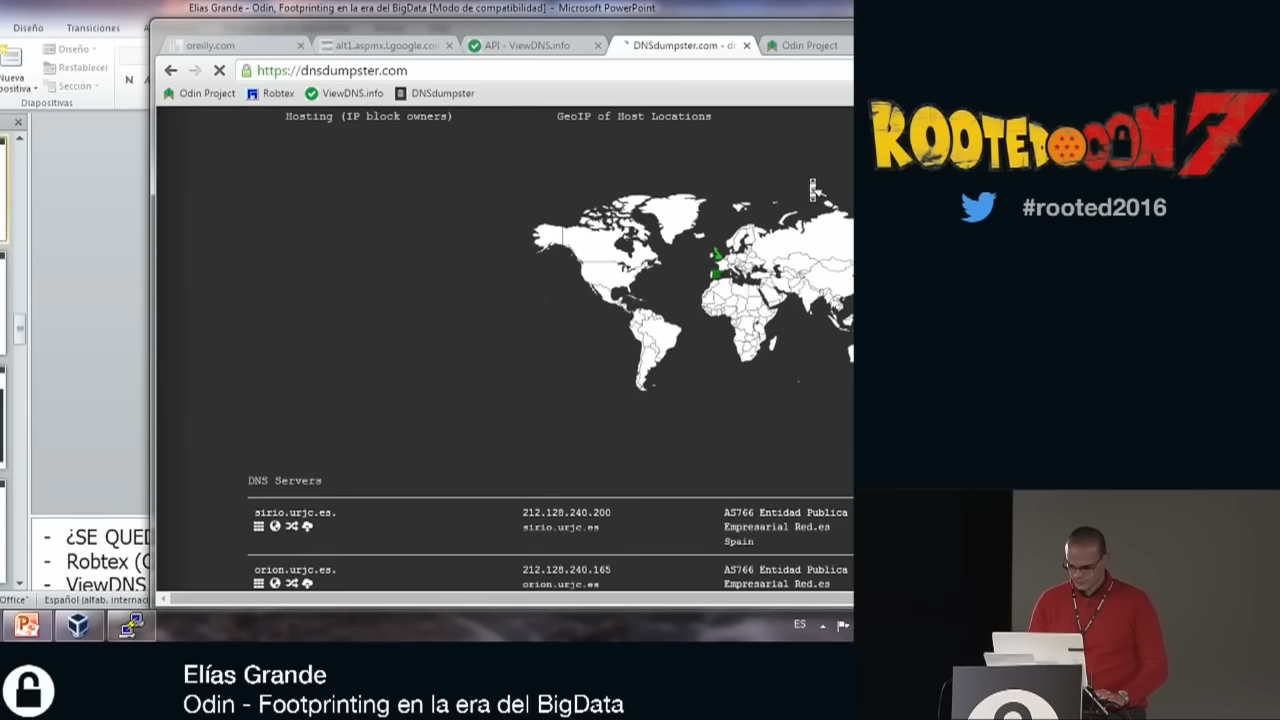 Elias Grande - Odin, Footprinting en la era del BigData [Modo de compatibilidad] - Microsoft PowerPoint
Diseño
Transiciones
oreilly.com
alt1.aspmx.l.google.co
API - ViewDNS.info
DNSdumpster.com - d
Odin Project
Nueva
positiva
Diseño
Restablecer
Sección
Diapositivas
N
https://dnsdumpster.com
Odin Project
Robtex
ViewDNS.info
DNSdumpster
Hosting (IP block owners)
GeoIP of Host Locations
DNS Servers
sirio.urjc.es.
212.128.240.200
AS766 Entidad Publica
sirio.urjc.es
Empresarial Red.es
Spain
orion.urjc.es.
212.128.240.165
AS766 Entidad Publica
orion.urjc.es
Empresarial Red.es
- ¿SE QUED
- Robtex (
- ViewDNS
Office"
Español (alfab. internac
ES
ROOTED CON 7
#rooted2016
Elías Grande
Odin - Footprinting en la era del BigData